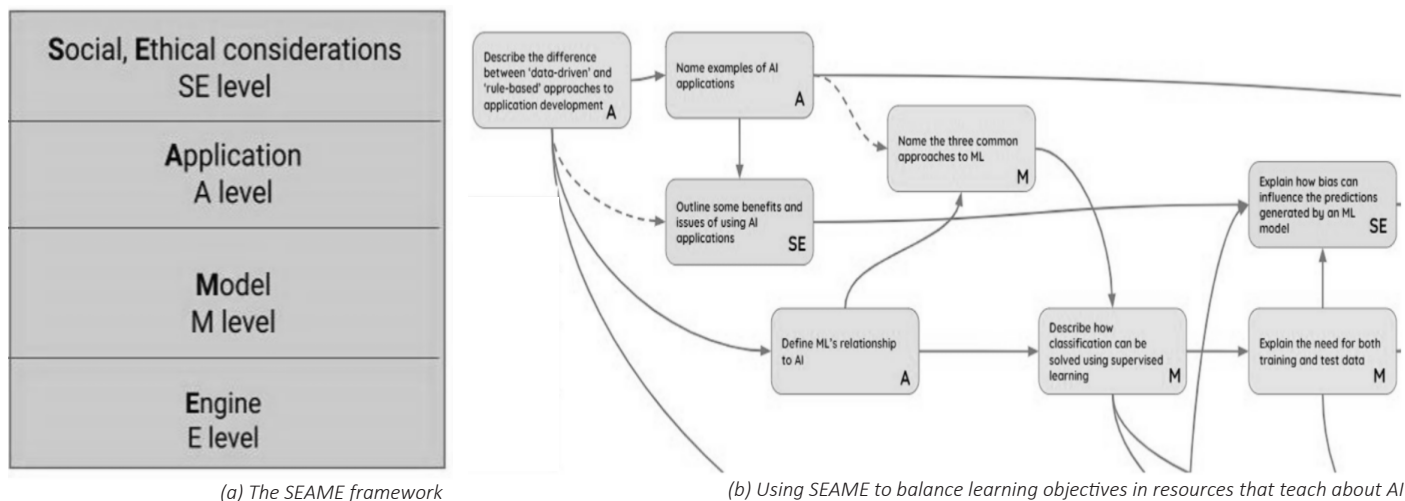 Social, Ethical considerations
SE level
Application
A level
Model
M level
Engine
E level
(a) The SEAME framework
Describe the difference
between 'data-driven' and
'rule-based' approaches to
application development
A
Name examples of AI
applications
A
Name the three common
approaches to ML
M
Outline some benefits and
issues of using AI
applications
SE
Explain how bias can
influence the predictions
generated by an ML
model
SE
Define ML's relationship
to AI
A
Describe how
classification can be
solved using supervised
learning
M
Explain the need for both
training and test data
M
(b) Using SEAME to balance learning objectives in resources that teach about AI